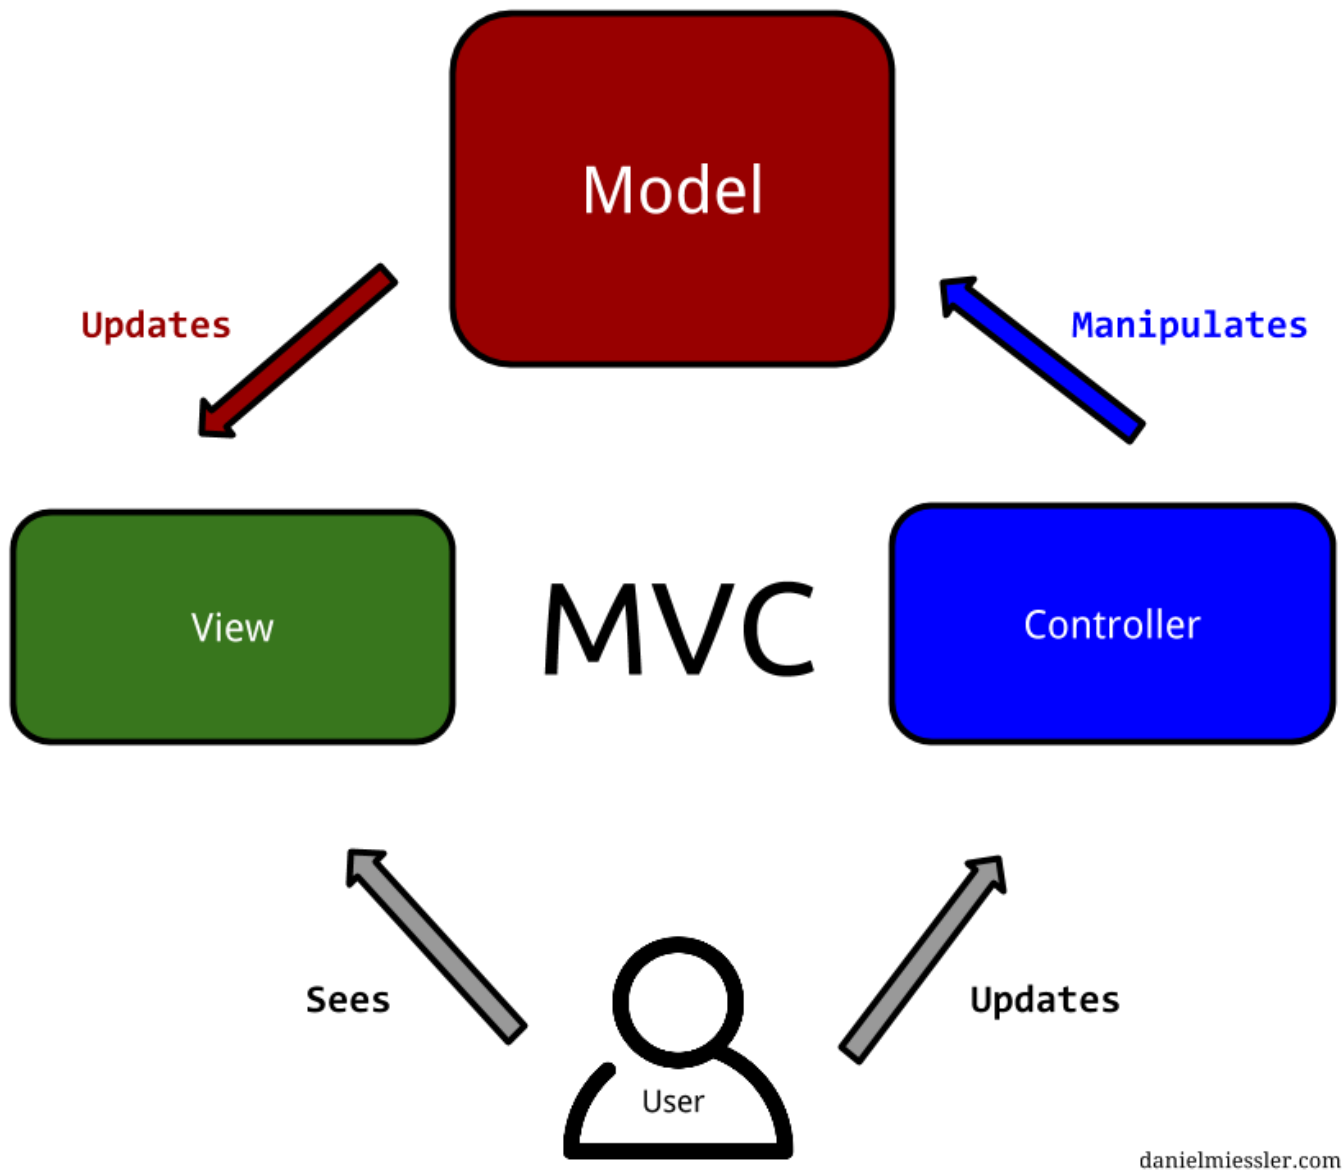 Model
Updates
Manipulates
View
MVC
Controller
Sees
Updates
User
danielmiessler.com